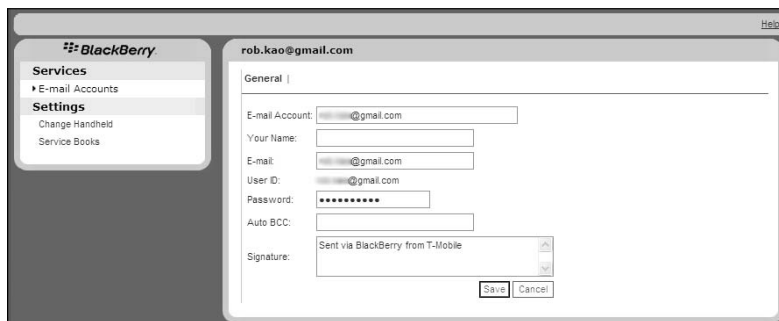 Help
BlackBerry.
Services
E-mail Accounts
Settings
Change Handheld
Service Books
rob.kao@gmail.com
General |
E-mail Account: @gmail.com
Your Name:
E-mail: @gmail.com
User ID: @gmail.com
Password: ••••••••••
Auto BCC:
Signature: Sent via BlackBerry from T-Mobile
Save Cancel